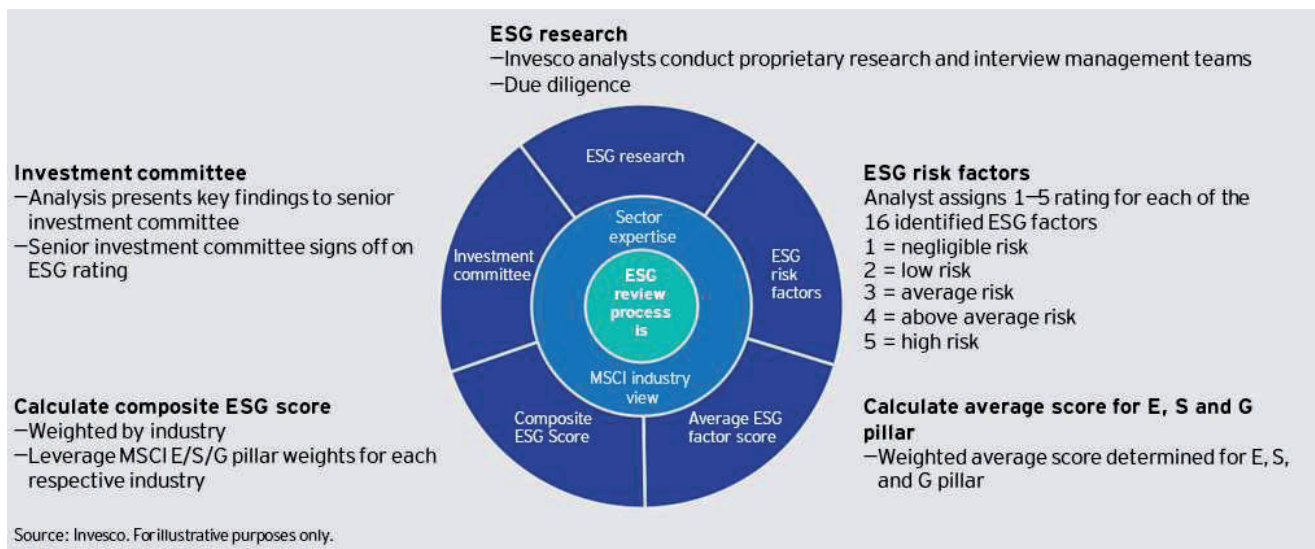 ESG research
—Invesco analysts conduct proprietary research and interview management teams
—Due diligence
Investment committee
—Analysis presents key findings to senior
investment committee
—Senior investment committee signs off on
ESG rating
Calculate composite ESG score
—Weighted by industry
—Leverage MSCI E/S/G pillar weights for each
respective industry
ESG research
Investment
committee
Sector
expertise
ESG
review
process
is
ESG
risk
factors
MSCI industry
view
Composite
ESG Score
Average ESG
factor score
ESG risk factors
Analyst assigns 1—5 rating for each of the
16 identified ESG factors
1 = negligible risk
2 = low risk
3 = average risk
4 = above average risk
5 = high risk
Calculate average score for E, S and G
pillar
—Weighted average score determined for E, S,
and G pillar
Source: Invesco. For illustrative purposes only.